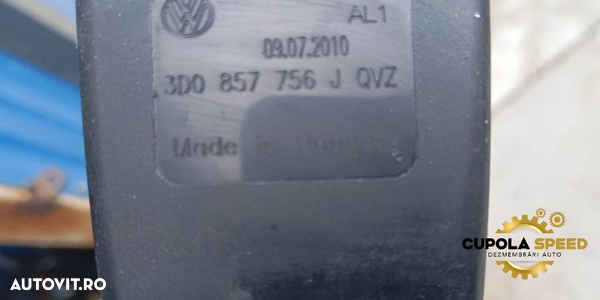 AL1
09.07.2010
3D0 857 756 J QVZ
Made in
CUPOLA SPEED
DEZMEMBRĂRI AUTO
AUTOVIT.RO